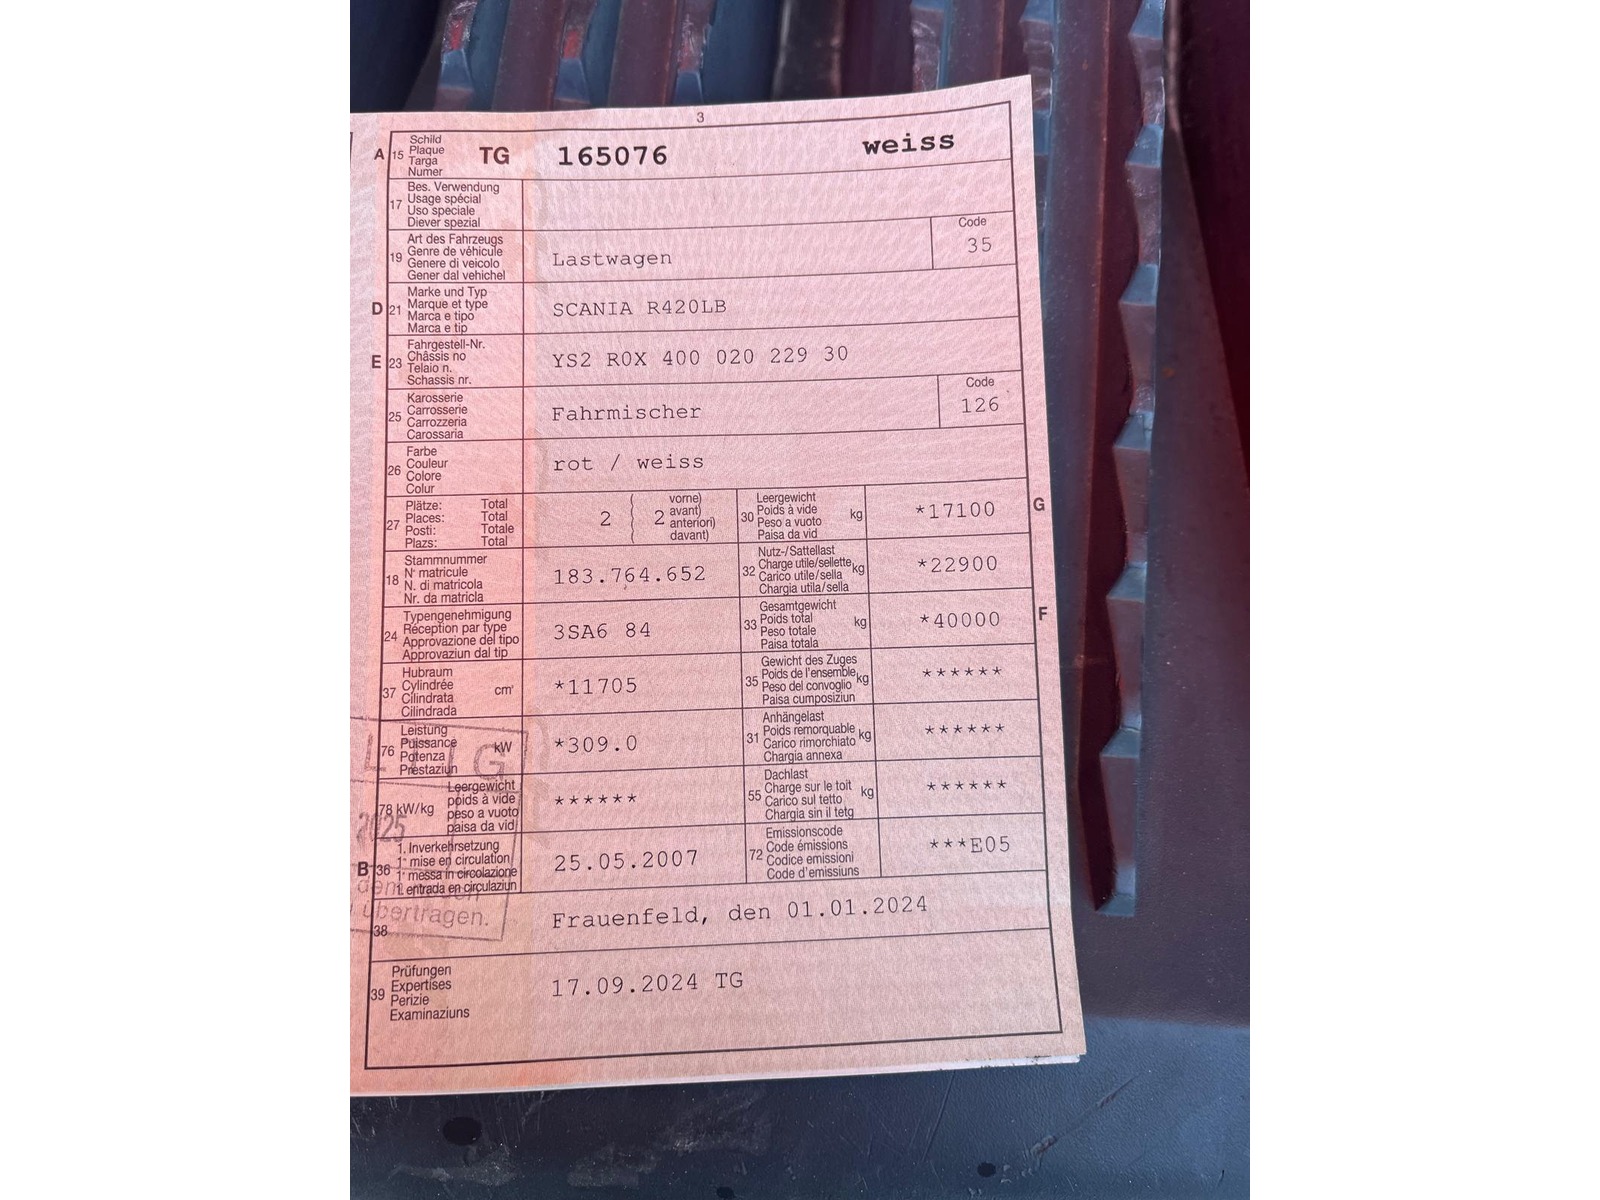 3
A 15 Schild
Plaque
Targa
Numer
TG 165076 weiss
17 Bes. Verwendung
Usage spécial
Uso speciale
Diever spezial
19 Art des Fahrzeugs
Genre de véhicule
Genere di veicolo
Gener dal vehichel
Lastwagen
Code
35
D 21 Marke und Typ
Marque et type
Marca e tipo
Marca e tip
SCANIA R420LB
E 23 Fahrgestell-Nr.
Châssis no
Telaio n.
Schassis nr.
YS2 R0X 400 020 229 30
25 Karosserie
Carrosserie
Carrozzeria
Carossaria
Fahrmischer
Code
126
26 Farbe
Couleur
Colore
Colur
rot / weiss
27 Plätze: Total
Places: Total
Posti: Totale
Plazs: Total
2 ( 2 vorne)
avant)
anteriori)
davant)
30 Leergewicht
Poids à vide
Peso a vuoto
Paisa da vid
kg
*17100
G
18 Stammnummer
N° matricule
N. di matricola
Nr. da matricla
183.764.652
32 Nutz-/Sattellast
Charge utile/sellette
Carico utile/sella
Chargia utila/sella
kg
*22900
24 Typengenehmigung
Réception par type
Approvazione del tipo
Approvaziun dal tip
3SA6 84
33 Gesamtgewicht
Poids total
Peso totale
Paisa totala
kg
*40000
F
37 Hubraum
Cylindrée
Cilindrata
Cilindrada
cm³
*11705
35 Gewicht des Zuges
Poids de l'ensemble
Peso del convoglio
Paisa cumposiziun
kg
******
76 Leistung
Puissance
Potenza
Prestaziun
kW
*309.0
31 Anhängelast
Poids remorquable
Carico rimorchiato
Chargia annexa
kg
******
78 kW/kg Leergewicht
poids à vide
peso a vuoto
paisa da vid
******
55 Dachlast
Charge sur le toit
Carico sul tetto
Chargia sin il tetg
kg
******
B 36 1. Inverkehrsetzung
1re mise en circulation
1a messa in circolazione
1. entrada en circulaziun
25.05.2007
72 Emissionscode
Code émissions
Codice emissioni
Code d'emissiuns
***E05
2025
übertragen.
38 Frauenfeld, den 01.01.2024
39 Prüfungen
Expertises
Perizie
Examinaziuns
17.09.2024 TG